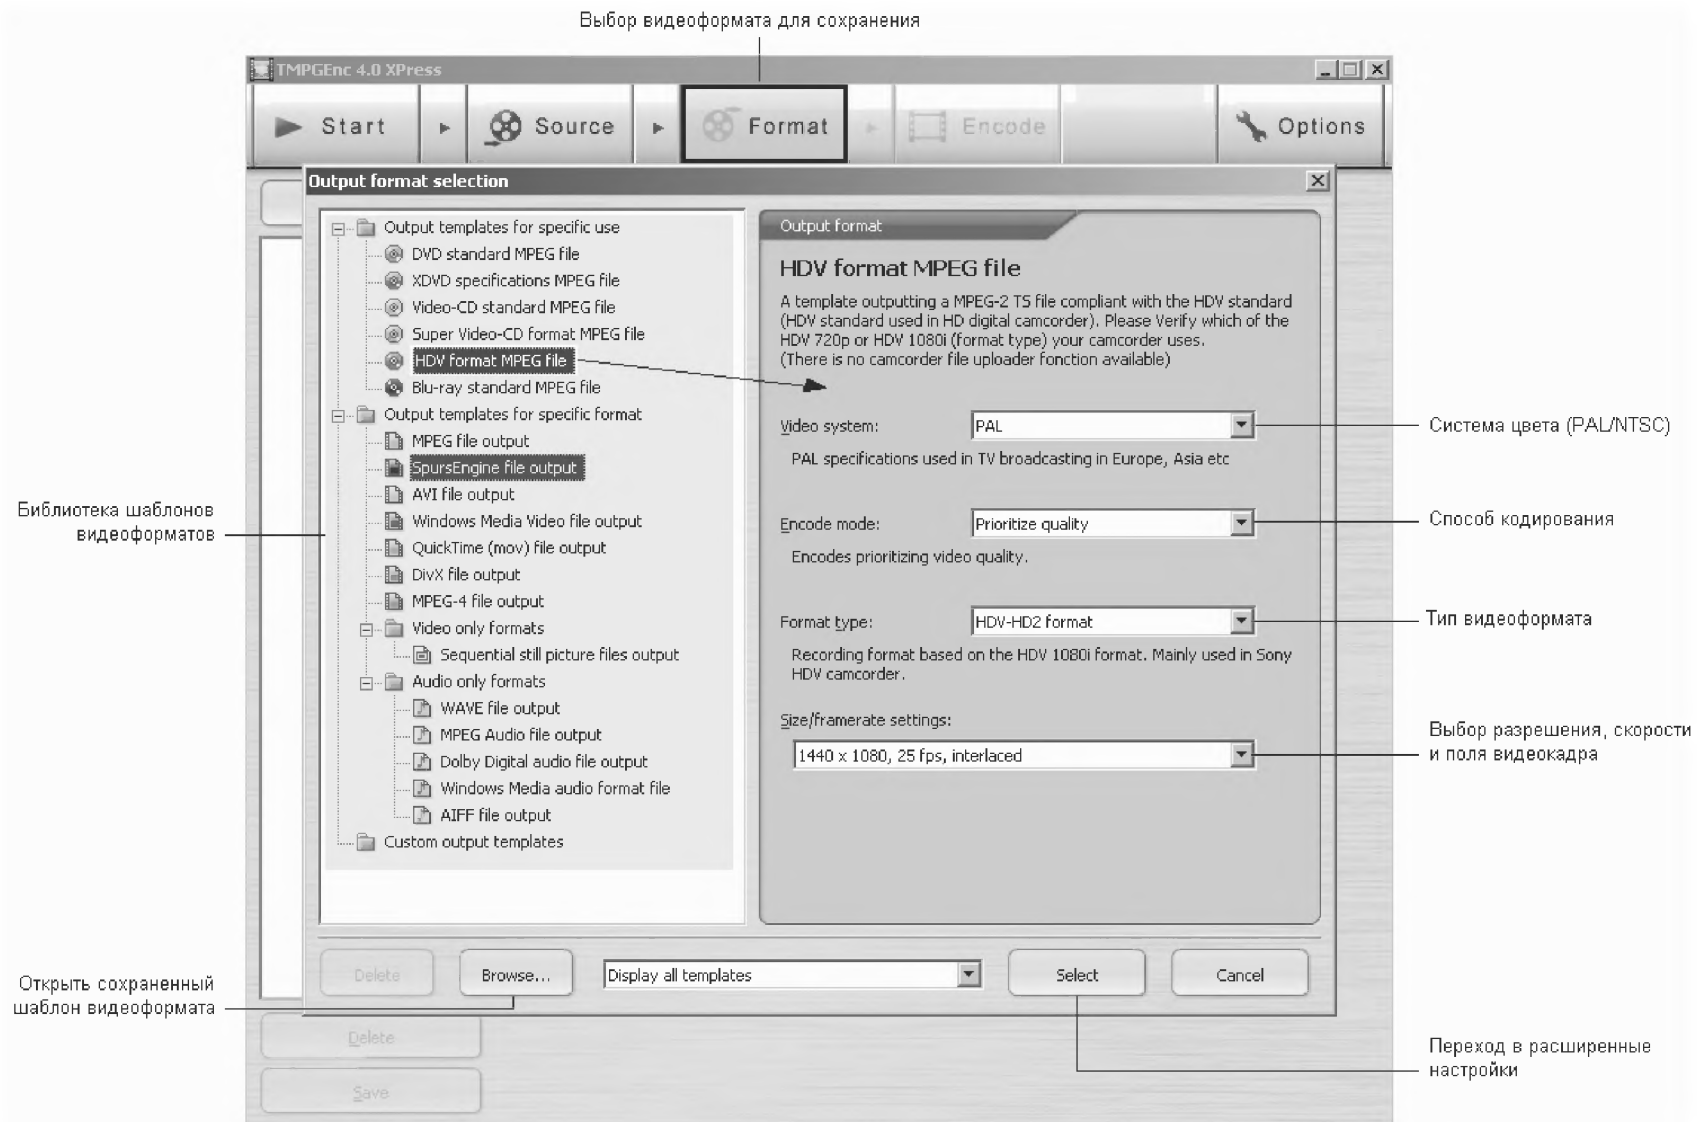 Выбор видеоформата для сохранения
TMPGEnc 4.0 XPress
Start
Source
Format
Encode
Options
Output format selection
Output templates for specific use
DVD standard MPEG file
XDVD specifications MPEG file
Video-CD standard MPEG file
Super Video-CD format MPEG file
HDV format MPEG file
Blu-ray standard MPEG file
Output templates for specific format
MPEG file output
SpursEngine file output
AVI file output
Windows Media Video file output
QuickTime (mov) file output
DivX file output
MPEG-4 file output
Video only formats
Sequential still picture files output
Audio only formats
WAVE file output
MPEG Audio file output
Dolby Digital audio file output
Windows Media audio format file
AIFF file output
Custom output templates
Output format
HDV format MPEG file
A template outputting a MPEG-2 TS file compliant with the HDV standard
(HDV standard used in HD digital camcorder). Please Verify which of the
HDV 720p or HDV 1080i (format type) your camcorder uses.
(There is no camcorder file uploader fonction available)
Video system:
PAL
PAL specifications used in TV broadcasting in Europe, Asia etc
Encode mode:
Prioritize quality
Encodes prioritizing video quality.
Format type:
HDV-HD2 format
Recording format based on the HDV 1080i format. Mainly used in Sony
HDV camcorder.
Size/framerate settings:
1440 x 1080, 25 fps, interlaced
Система цвета (PAL/NTSC)
Способ кодирования
Тип видеоформата
Выбор разрешения, скорости
и поля видеокадра
Библиотека шаблонов
видеоформатов
Delete
Browse...
Display all templates
Select
Cancel
Открыть сохраненный
шаблон видеоформата
Delete
Save
Переход в расширенные
настройки